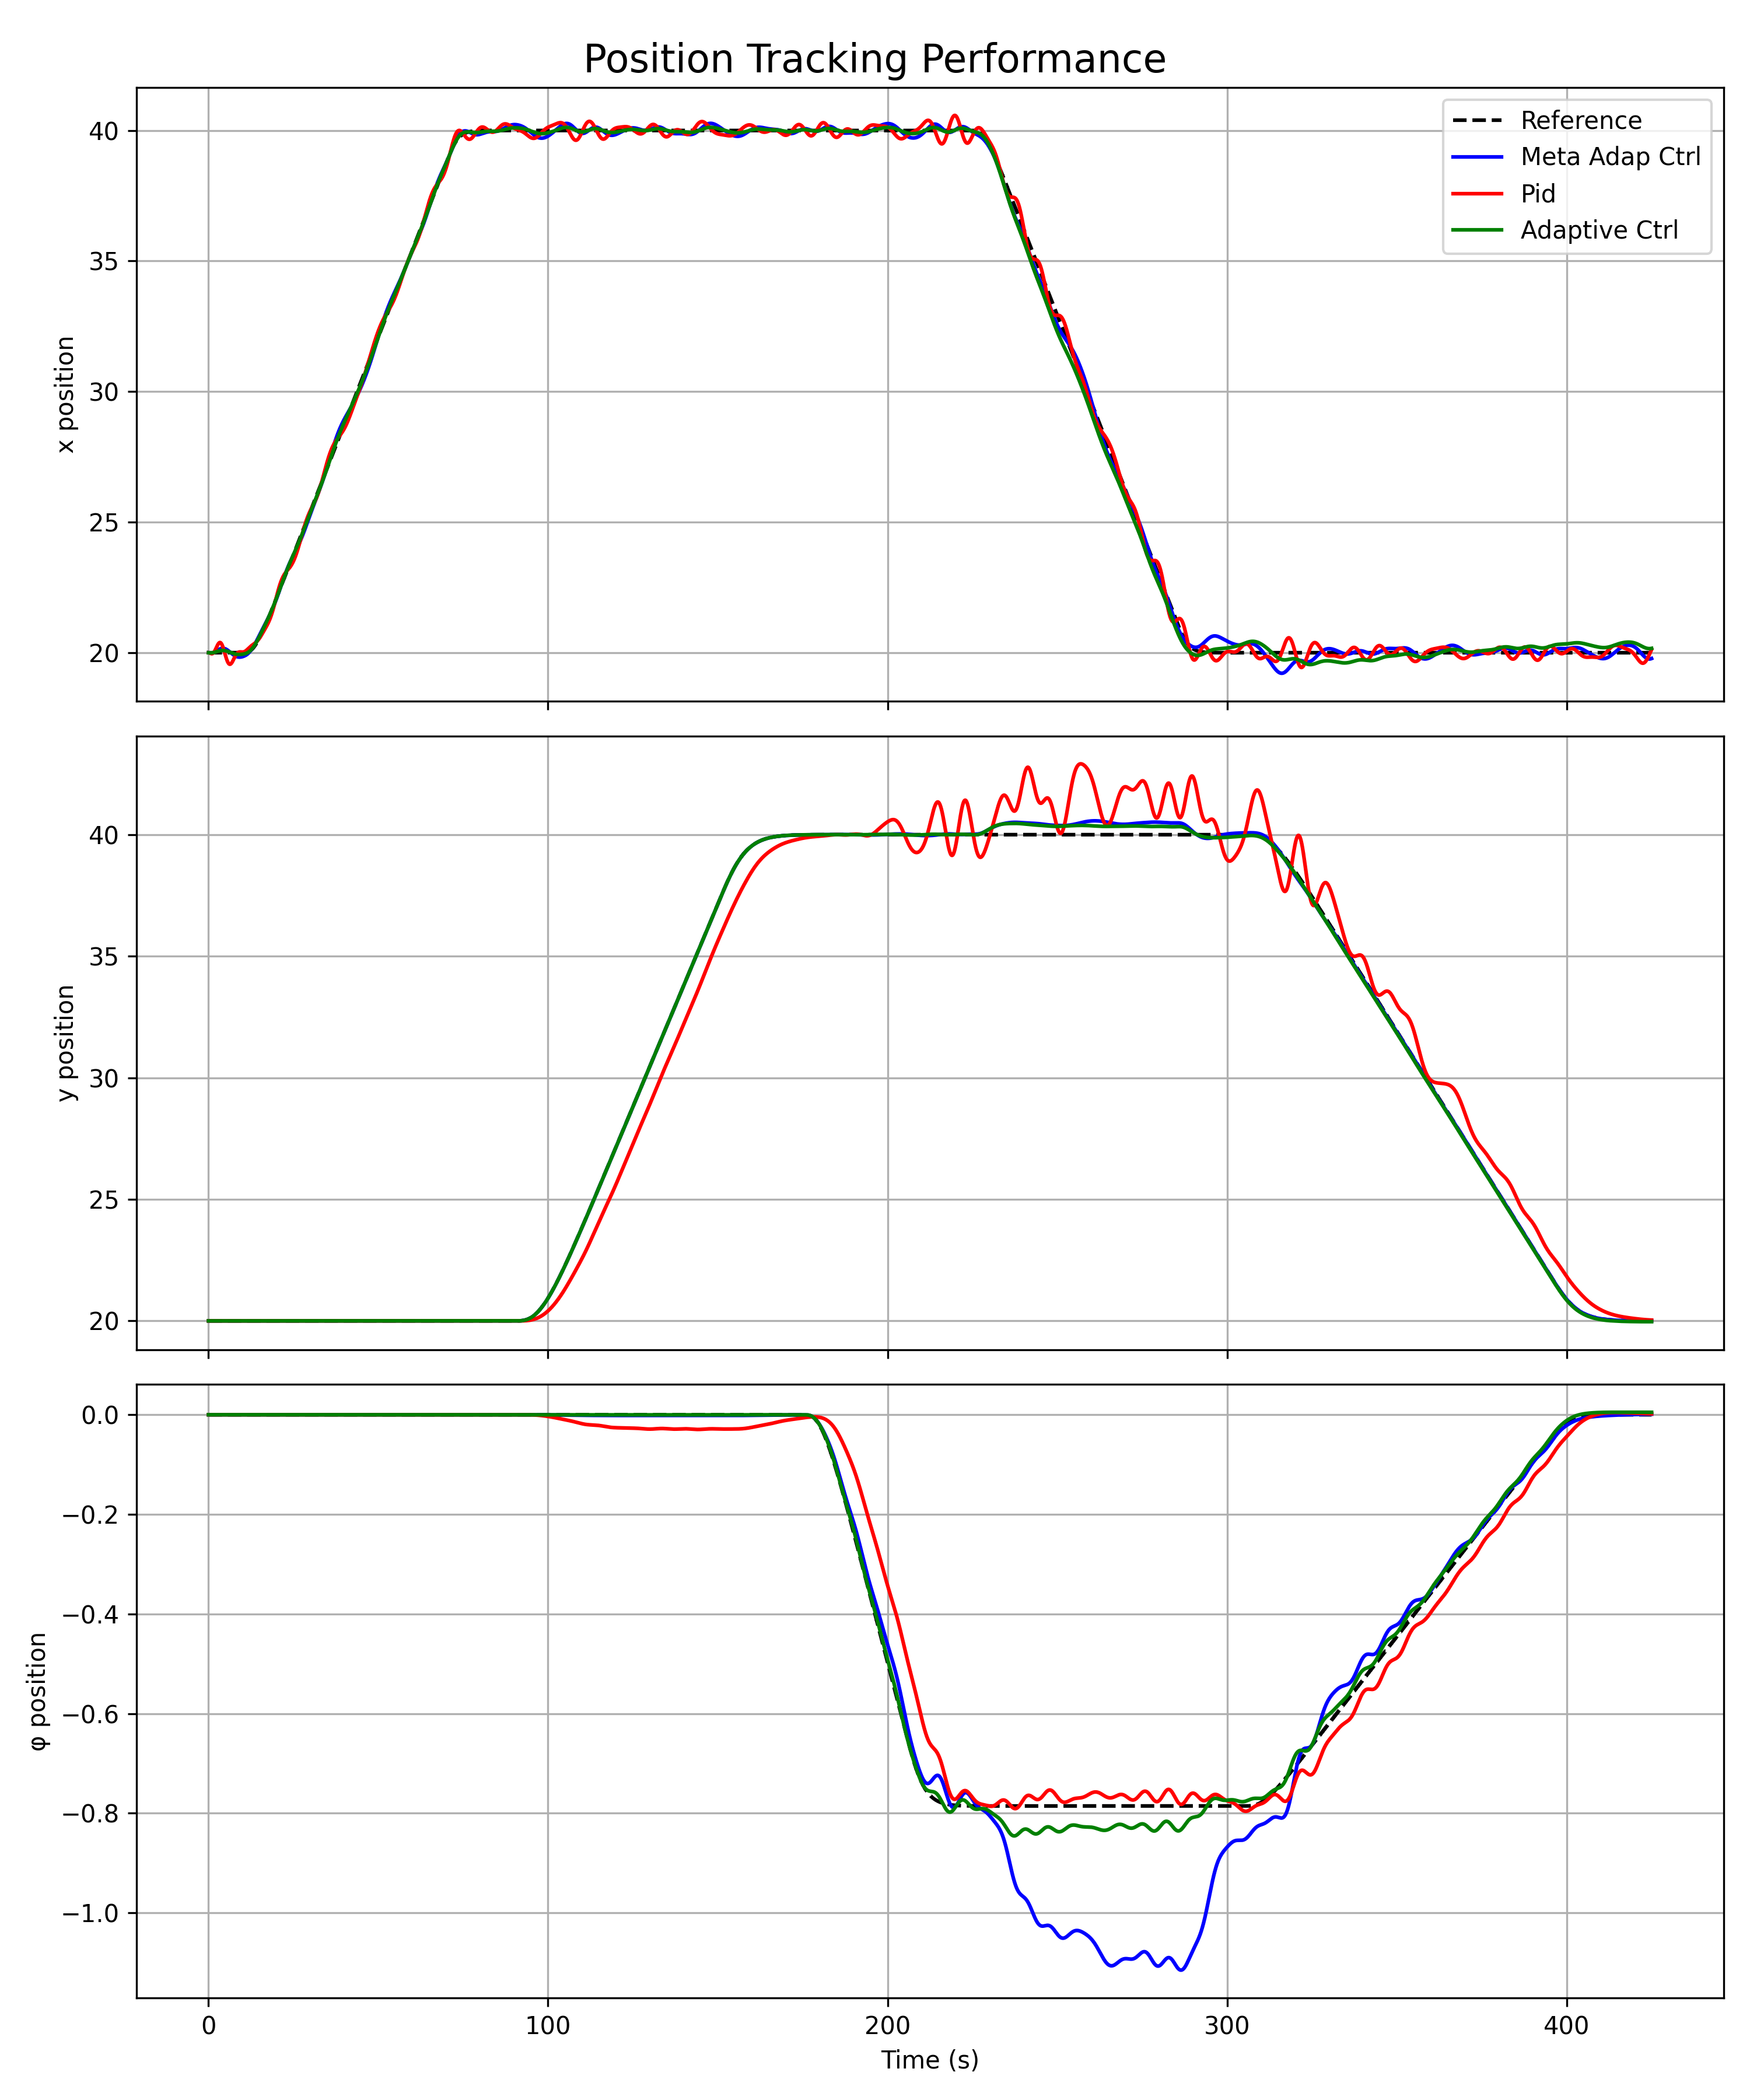 Position Tracking Performance
Reference
Meta Adap Ctrl
Pid
Adaptive Ctrl
x position
40
35
30
25
20
y position
40
35
30
25
20
φ position
0.0
−0.2
−0.4
−0.6
−0.8
−1.0
0 100 200 300 400
Time (s)